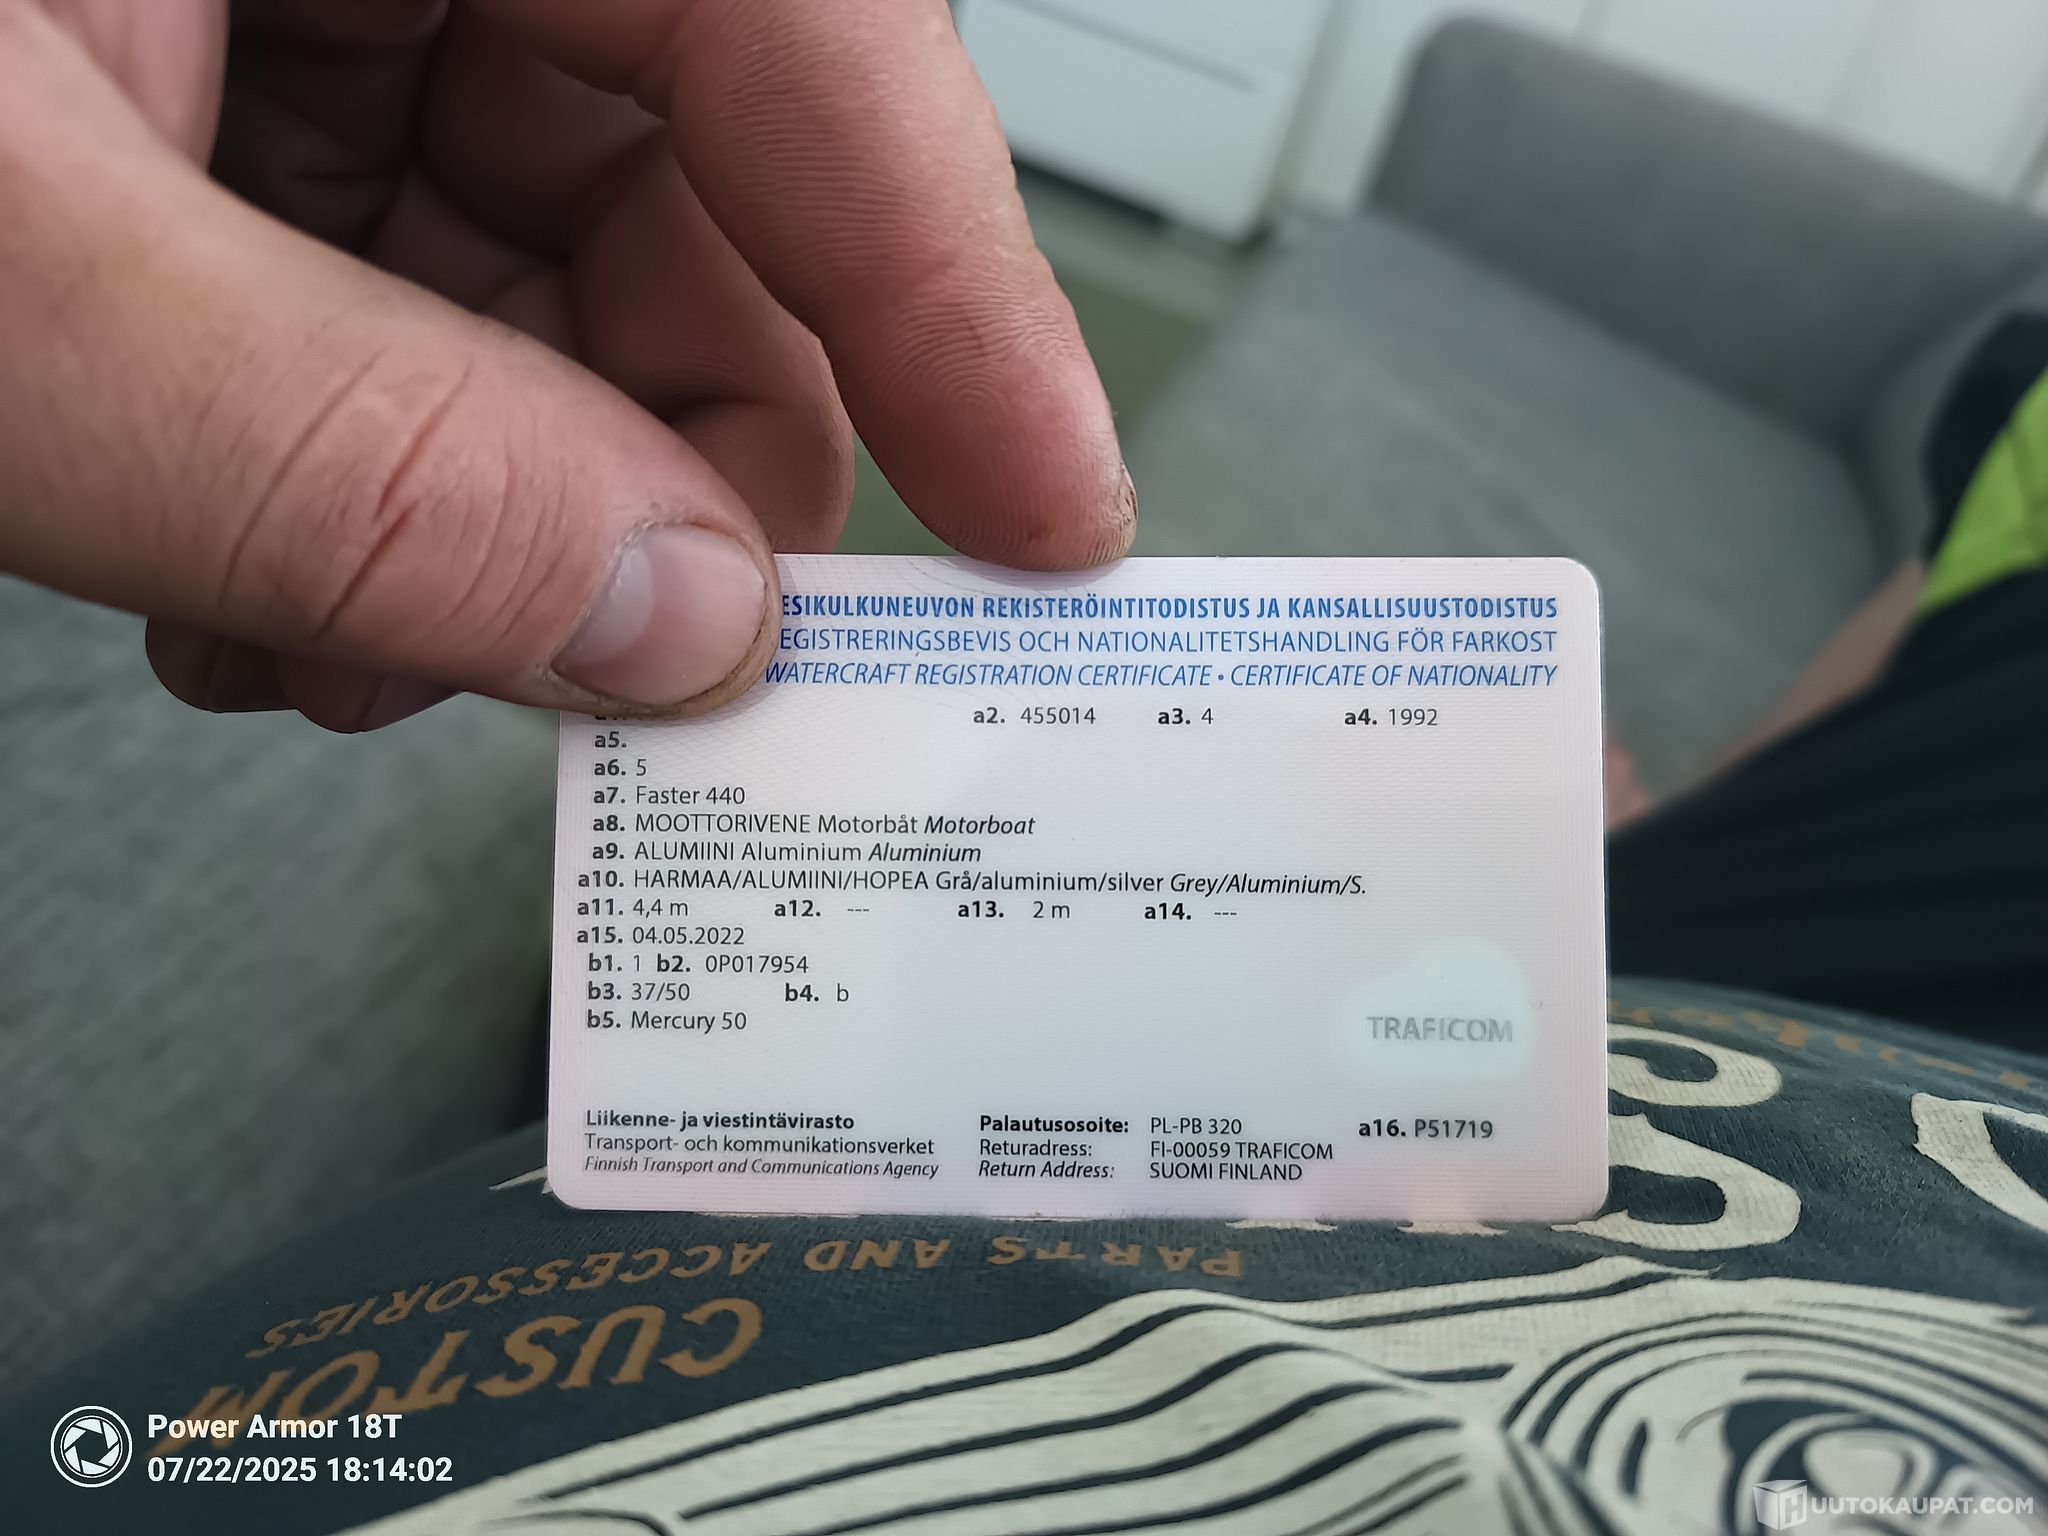 ESIKULKUNEUVON REKISTERÖINTITODISTUS JA KANSALLISUUSTODISTUS
EGISTRERINGSBEVIS OCH NATIONALITETSHANDLING FÖR FARKOST
WATERCRAFT REGISTRATION CERTIFICATE • CERTIFICATE OF NATIONALITY
a2. 455014 a3. 4 a4. 1992
a5.
a6. 5
a7. Faster 440
a8. MOOTTORIVENE Motorbåt Motorboat
a9. ALUMIINI Aluminium Aluminium
a10. HARMAA/ALUMIINI/HOPEA Grå/aluminium/silver Grey/Aluminium/S.
a11. 4,4 m a12. --- a13. 2 m a14. ---
a15. 04.05.2022
b1. 1 b2. 0P017954
b3. 37/50 b4. b
b5. Mercury 50
TRAFICOM
Liikenne- ja viestintävirasto
Transport- och kommunikationsverket
Finnish Transport and Communications Agency
Palautusosoite: PL-PB 320
Returadress: FI-00059 TRAFICOM
Return Address: SUOMI FINLAND
a16. P51719
PARTS AND ACCESSORIES
CUSTOM
Power Armor 18T
07/22/2025 18:14:02
HUUTOKAUPAT.COM